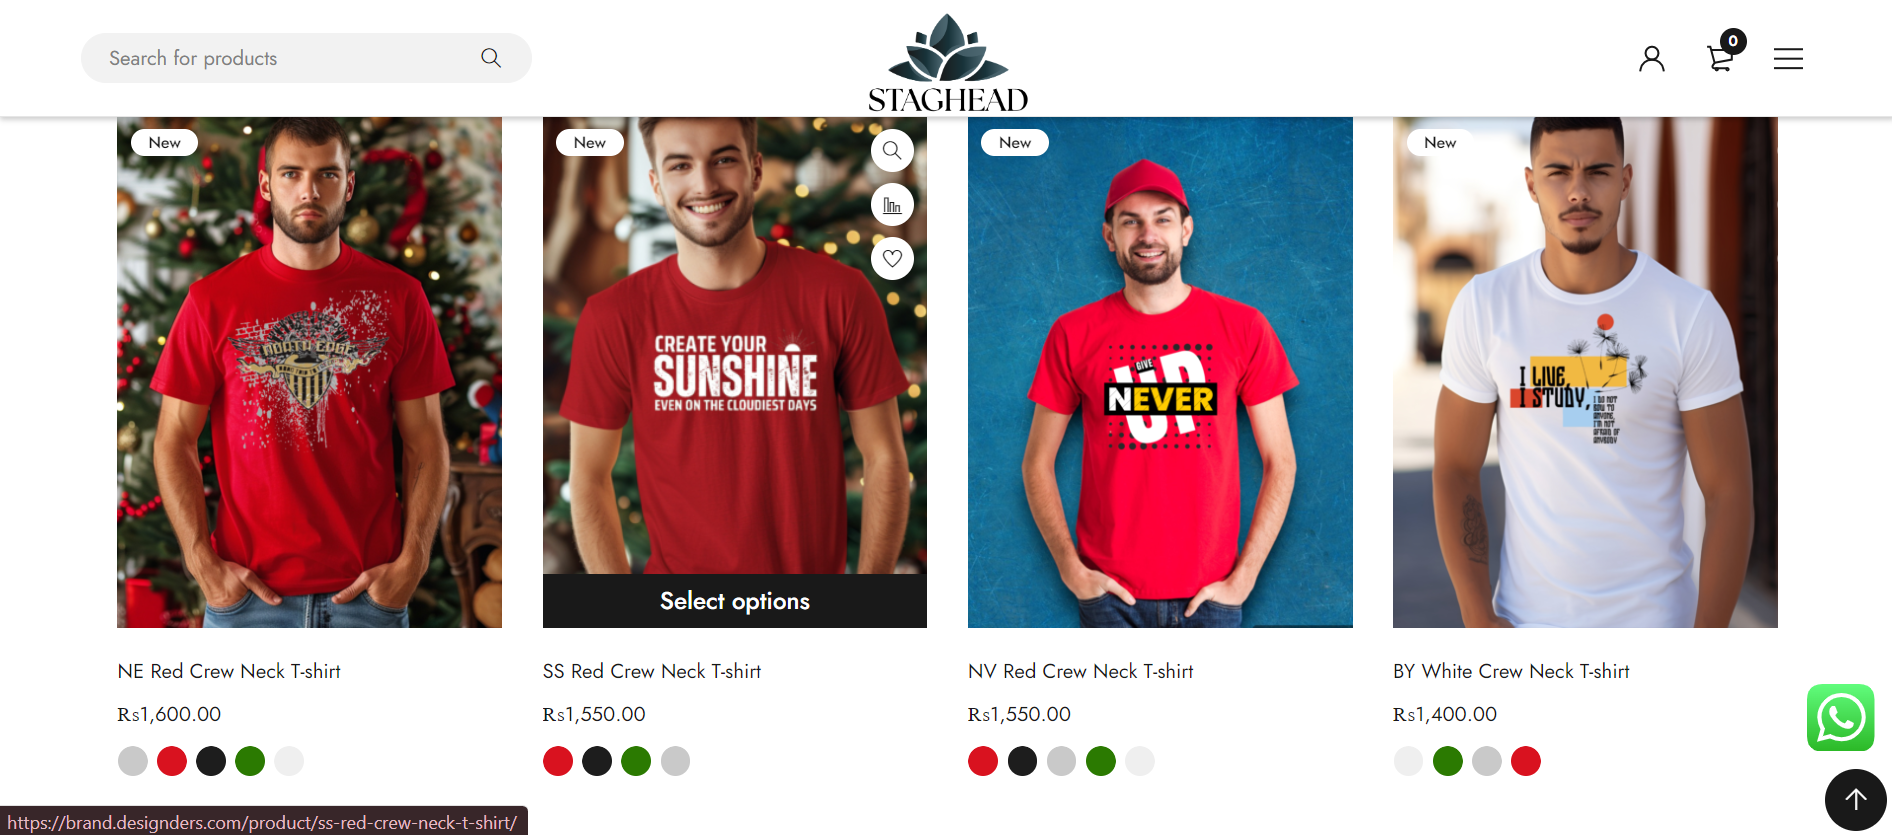 Search for products
STAGHEAD
0
New
New
New
New
NORTH EDGE
CREATE YOUR
SUNSHINE
EVEN ON THE CLOUDIEST DAYS
GIVE
UP
NEVER
I LIVE,
I STUDY,
I DO NOT
BOW TO
ANYONE,
I'M NOT
AFRAID OF
ANYBODY
Select options
NE Red Crew Neck T-shirt
SS Red Crew Neck T-shirt
NV Red Crew Neck T-shirt
BY White Crew Neck T-shirt
Rs1,600.00
Rs1,550.00
Rs1,550.00
Rs1,400.00
https://brand.designders.com/product/ss-red-crew-neck-t-shirt/